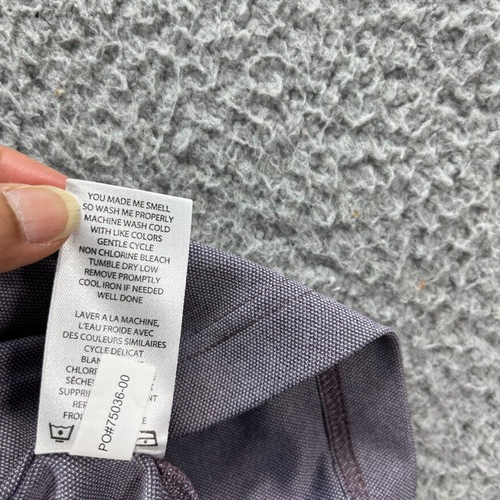 YOU MADE ME SMELL
SO WASH ME PROPERLY
MACHINE WASH COLD
WITH LIKE COLORS
GENTLE CYCLE
NON CHLORINE BLEACH
TUMBLE DRY LOW
REMOVE PROMPTLY
COOL IRON IF NEEDED
WELL DONE
LAVER A LA MACHINE,
L'EAU FROIDE AVEC
DES COULEURS SIMILAIRES
CYCLE DÉLICAT
PO#75036-00